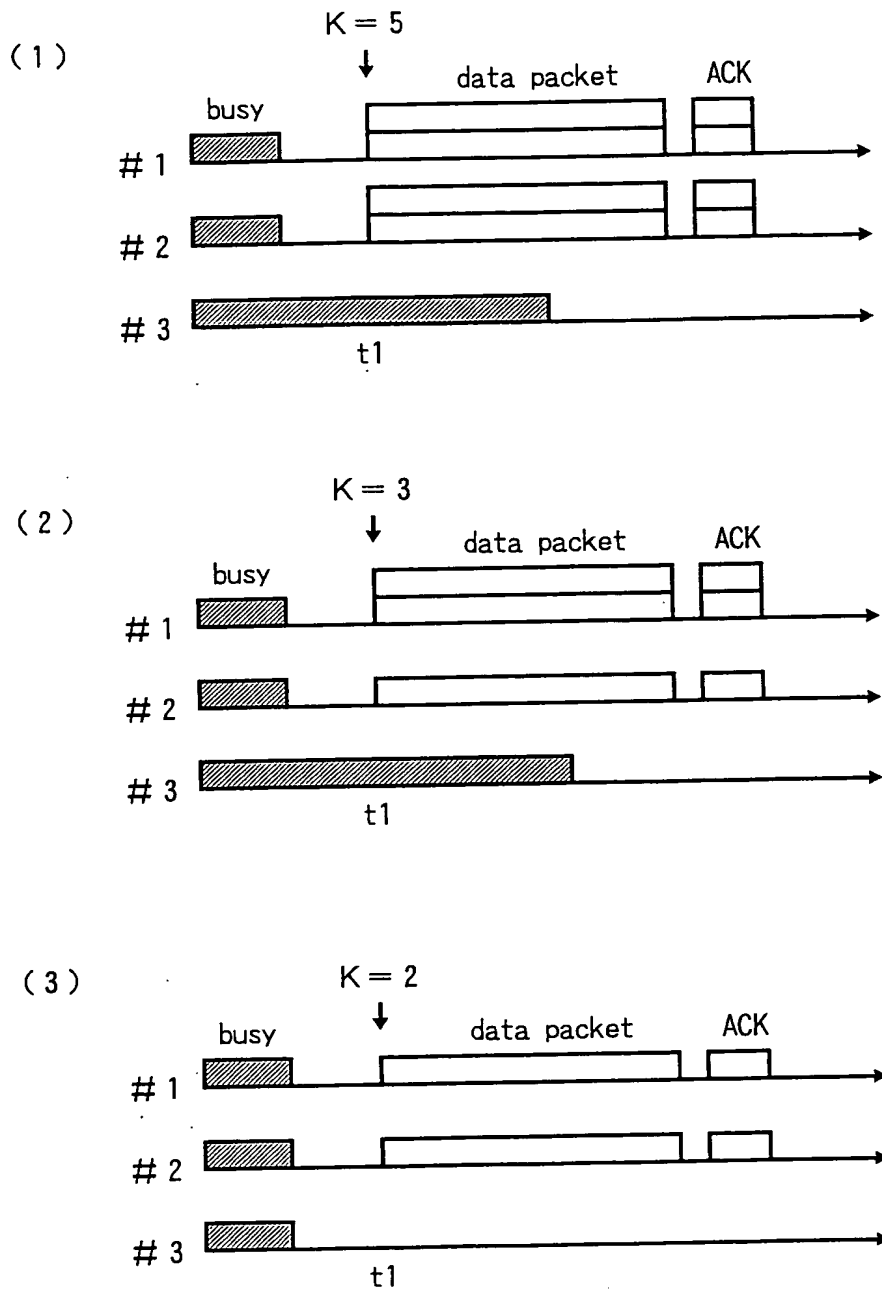 (1)
K=5
data packet
ACK
busy
#1
#2
#3
t1
(2)
K=3
data packet
ACK
busy
#1
#2
#3
t1
(3)
K=2
data packet
ACK
busy
#1
#2
#3
t1